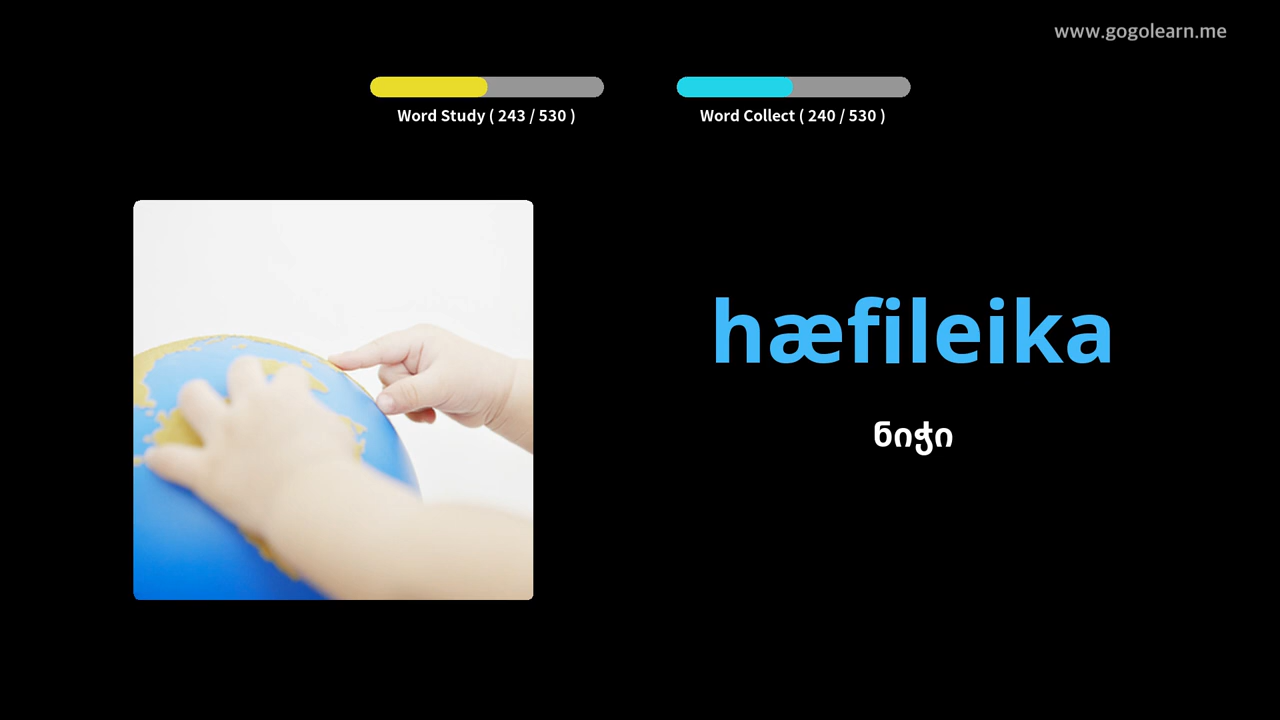 www.gogolearn.me
Word Study ( 243 / 530 )
Word Collect ( 240 / 530 )
hæfileika
ნიჭი